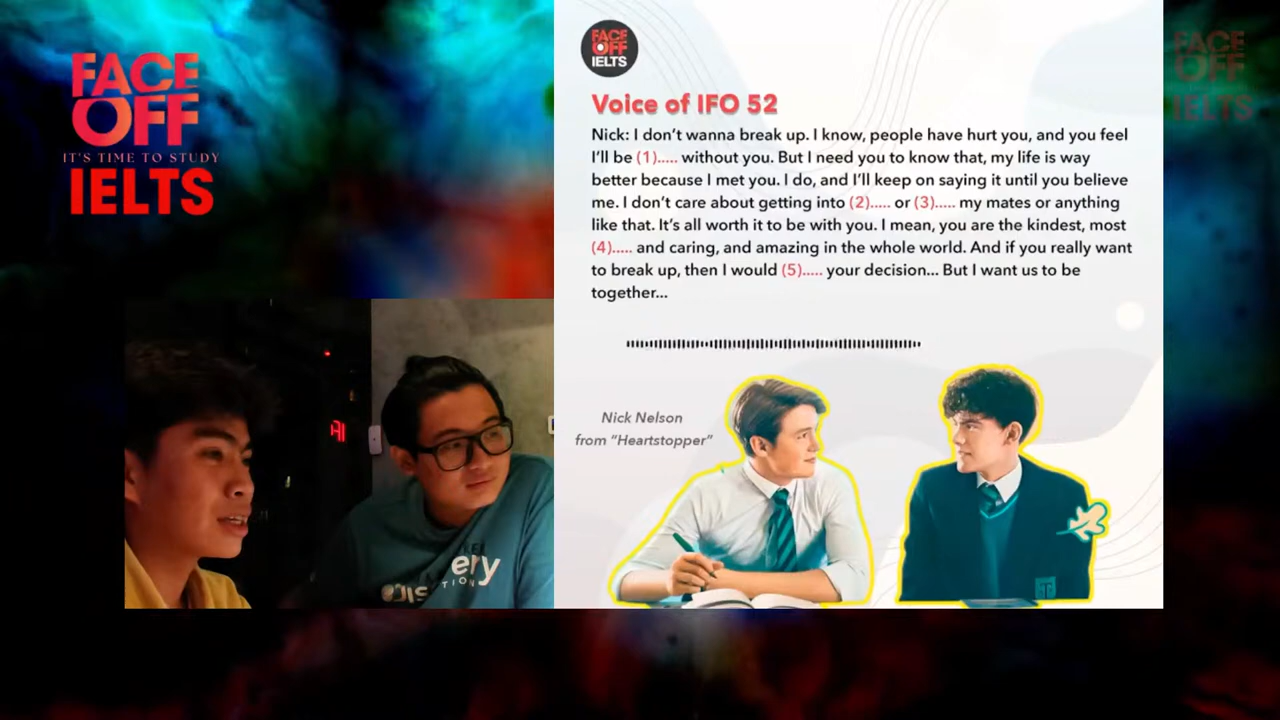 FACE
OFF
IT'S TIME TO STUDY
IELTS
FACE
OFF
IELTS
FACE
OFF
IELTS
Voice of IFO 52
Nick: I don't wanna break up. I know, people have hurt you, and you feel
I'll be (1)..... without you. But I need you to know that, my life is way
better because I met you. I do, and I'll keep on saying it until you believe
me. I don't care about getting into (2)..... or (3)..... my mates or anything
like that. It's all worth it to be with you. I mean, you are the kindest, most
(4)..... and caring, and amazing in the whole world. And if you really want
to break up, then I would (5)..... your decision... But I want us to be
together...
Nick Nelson
from "Heartstopper"